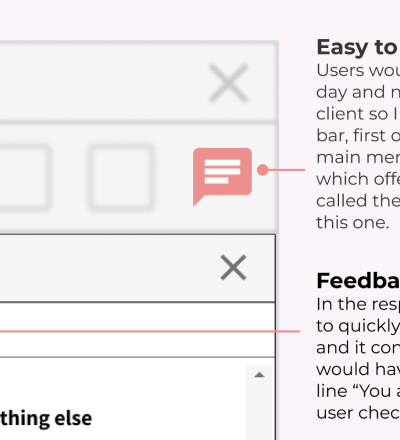 Easy to
Users wou
day and n
client so I
bar, first o
main mer
which offe
called the
this one.
Feedba
In the resp
to quickly
and it con
would hav
line “You a
user chec
thing else